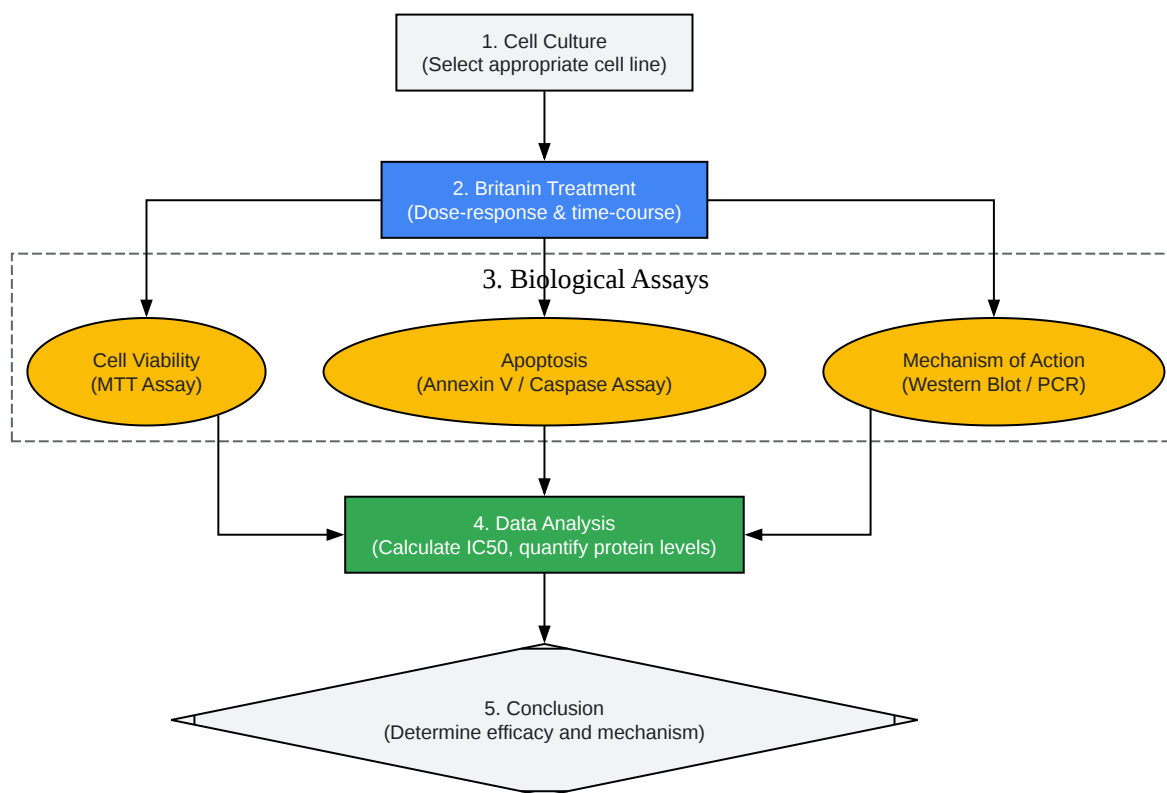 1. Cell Culture
(Select appropriate cell line)
2. Britanin Treatment
(Dose-response & time-course)
3. Biological Assays
Cell Viability
(MTT Assay)
Apoptosis
(Annexin V / Caspase Assay)
Mechanism of Action
(Western Blot / PCR)
4. Data Analysis
(Calculate IC50, quantify protein levels)
5. Conclusion
(Determine efficacy and mechanism)